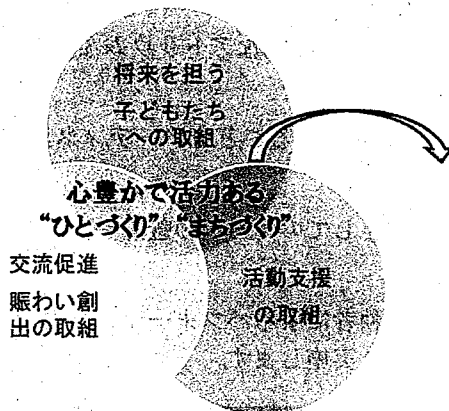 将来を担う
子どもたち
への取組
心豊かで活力ある
“ひとづくり” “まちづくり”
交流促進
賑わい創
出の取組
活動支援
の取組